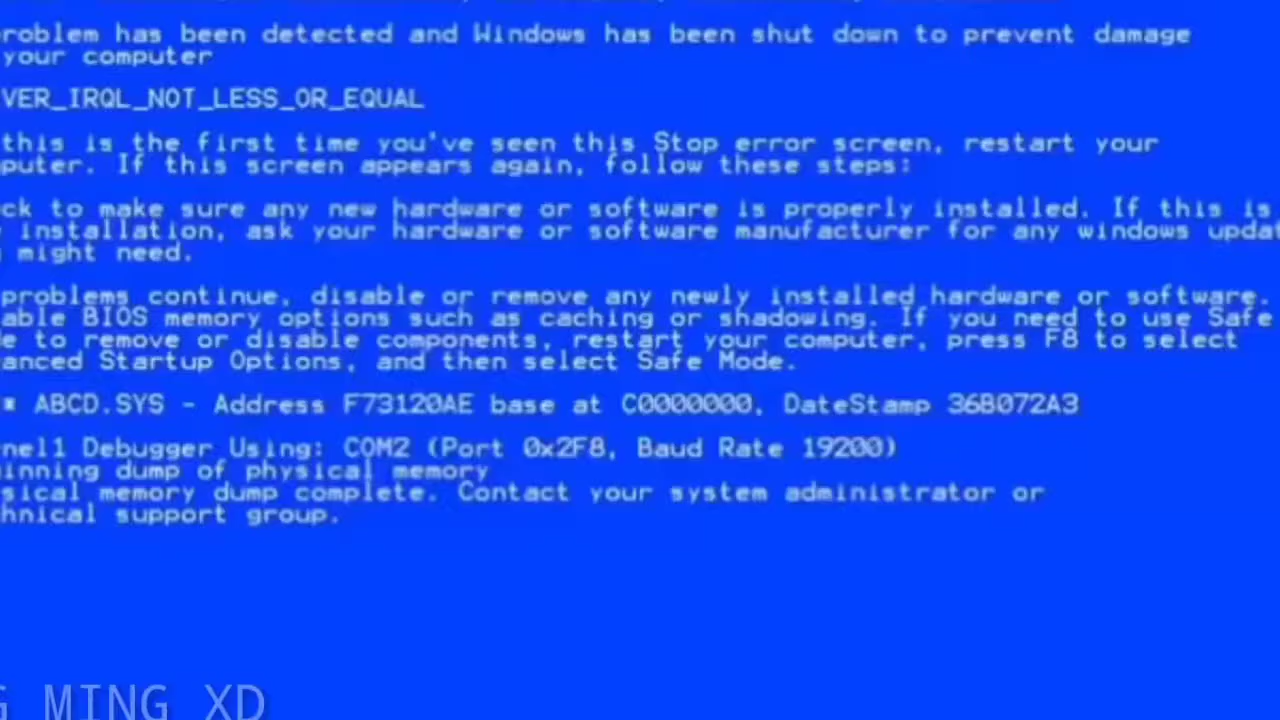 roblem has been detected and Windows has been shut down to prevent damage
your computer
VER_IRQL_NOT_LESS_OR_EQUAL
this is the first time you've seen this Stop error screen, restart your
puter. If this screen appears again, follow these steps:
ck to make sure any new hardware or software is properly installed. If this is
installation, ask your hardware or software manufacturer for any windows updat
might need.
problems continue, disable or remove any newly installed hardware or software.
able BIOS memory options such as caching or shadowing. If you need to use Safe
e to remove or disable components, restart your computer, press F8 to select
anced Startup Options, and then select Safe Mode.
* ABCD.SYS - Address F73120AE base at C0000000, DateStamp 36B072A3
nel1 Debugger Using: COM2 (Port 0x2F8, Baud Rate 19200)
inning dump of physical memory
sical memory dump complete. Contact your system administrator or
hnical support group.
G MING XD